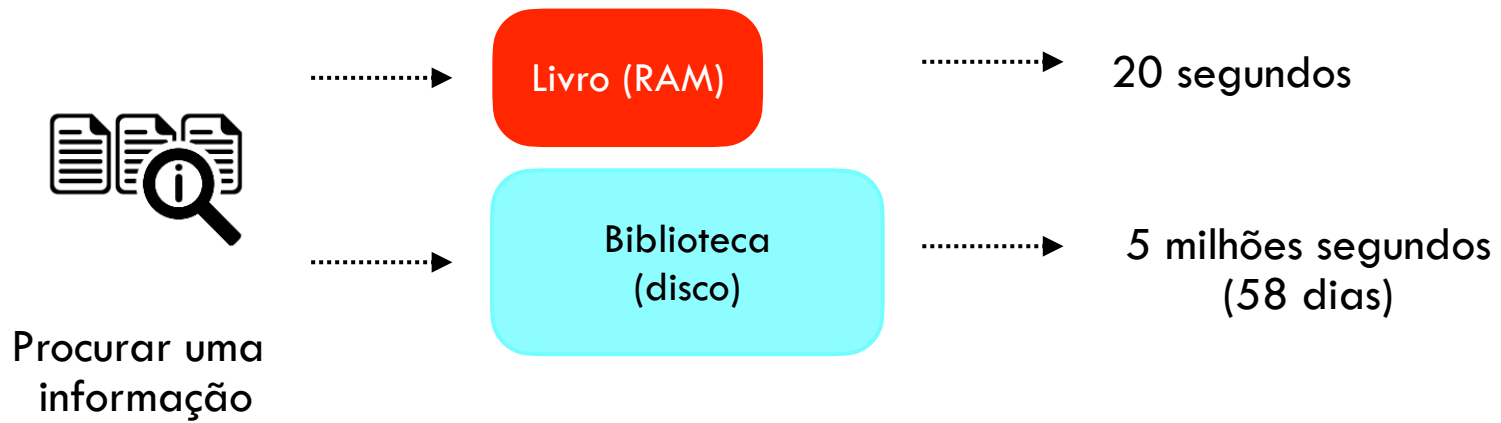 Livro (RAM)
20 segundos
i
Biblioteca
(disco)
5 milhões segundos
(58 dias)
Procurar uma
informação